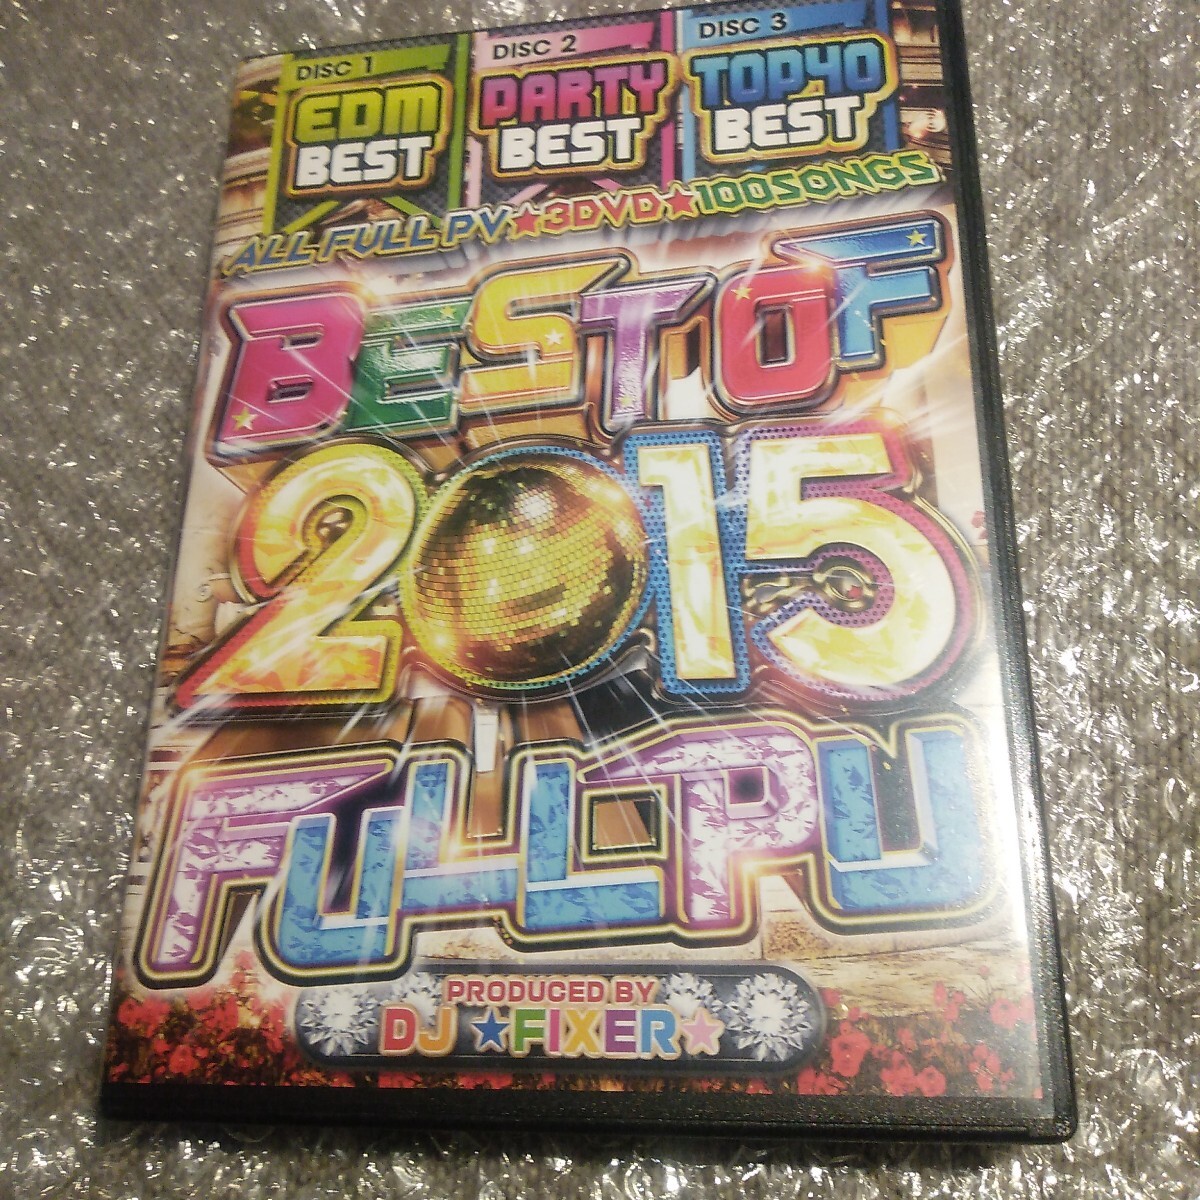 DISC 1
EDM
BEST
DISC 2
PARTY
BEST
DISC 3
TOP40
BEST
ALL FULL PV★3DVD★100SONGS
BEST OF
2015
FULL PV
PRODUCED BY
DJ ★FIXER★